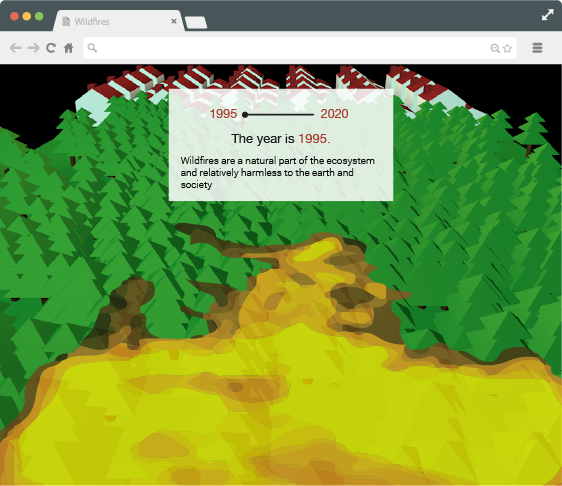 Wildfires
1995 2020
The year is 1995.
Wildfires are a natural part of the ecosystem
and relatively harmless to the earth and
society